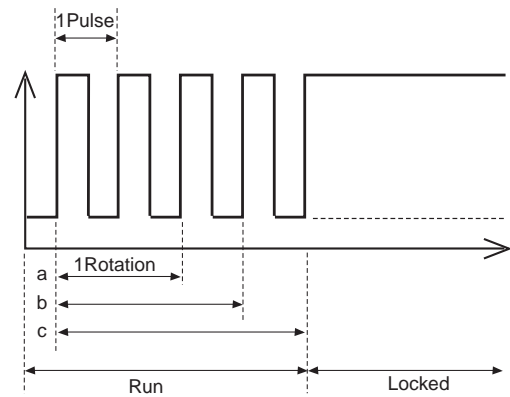 1Pulse
a
1Rotation
b
c
Run
Locked